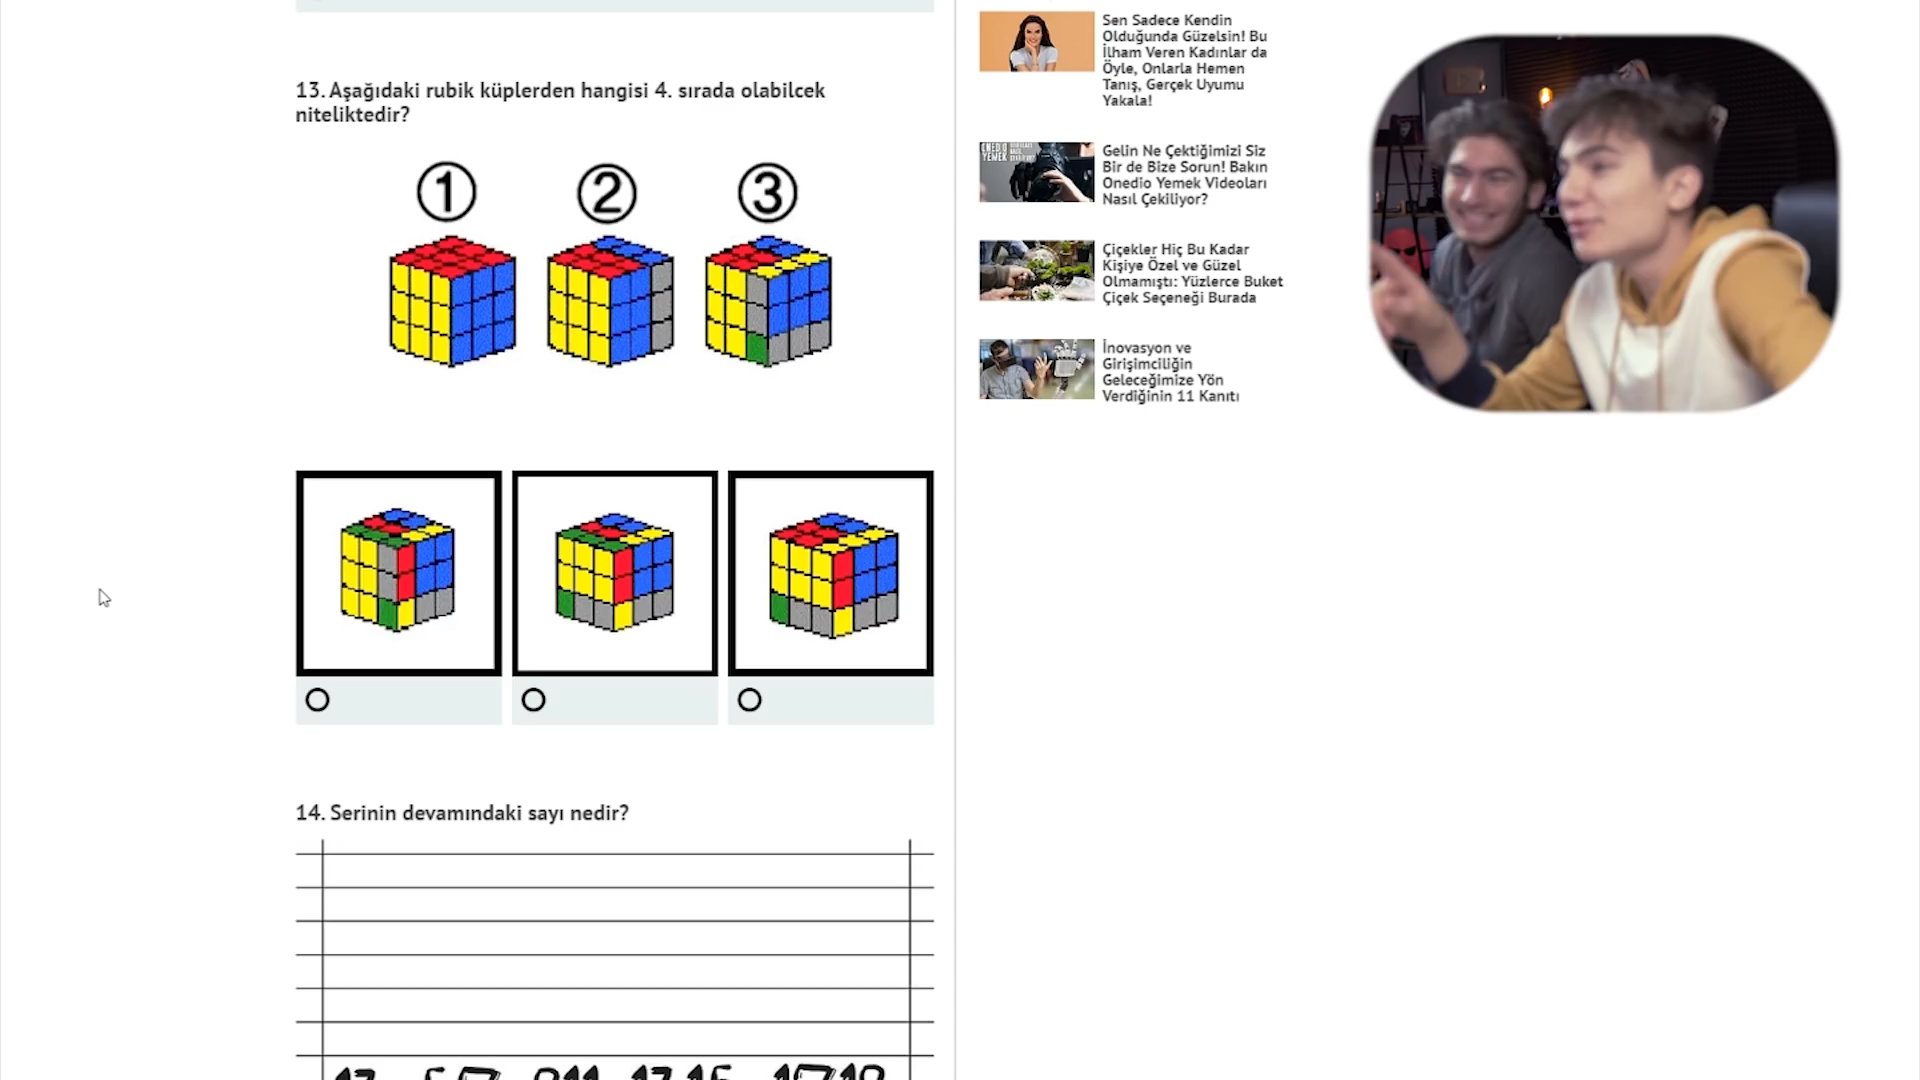 13. Aşağıdaki rubik küplerden hangisi 4. sırada olabilcek
niteliktedir?
1 2 3
14. Serinin devamındaki sayı nedir?
Sen Sadece Kendin
Olduğunda Güzelsin! Bu
İlham Veren Kadınlar da
Öyle, Onlarla Hemen
Tanış, Gerçek Uyumu
Yakala!
Gelin Ne Çektiğimizi Siz
Bir de Bize Sorun! Bakın
Onedio Yemek Videoları
Nasıl Çekiliyor?
Çiçekler Hiç Bu Kadar
Kişiye Özel ve Güzel
Olmamıştı: Yüzlerce Buket
Çiçek Seçeneği Burada
İnovasyon ve
Girişimciliğin
Geleceğimize Yön
Verdiğinin 11 Kanıtı